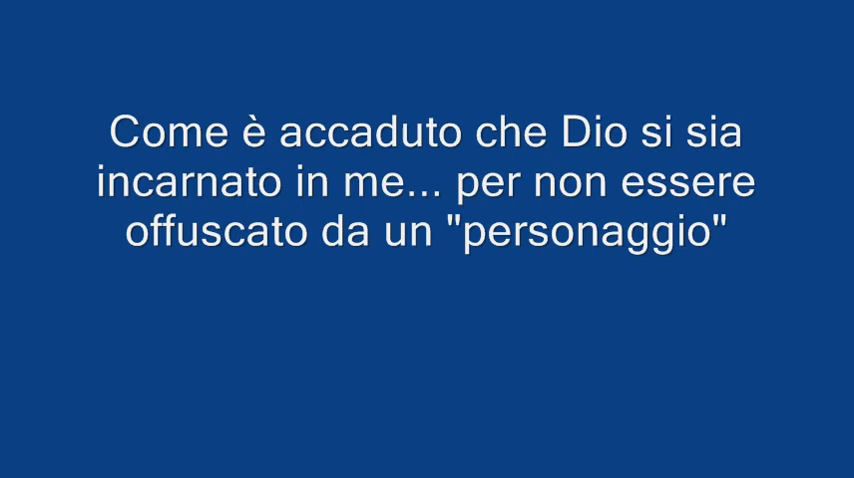 Come è accaduto che Dio si sia
incarnato in me... per non essere
offuscato da un "personaggio"